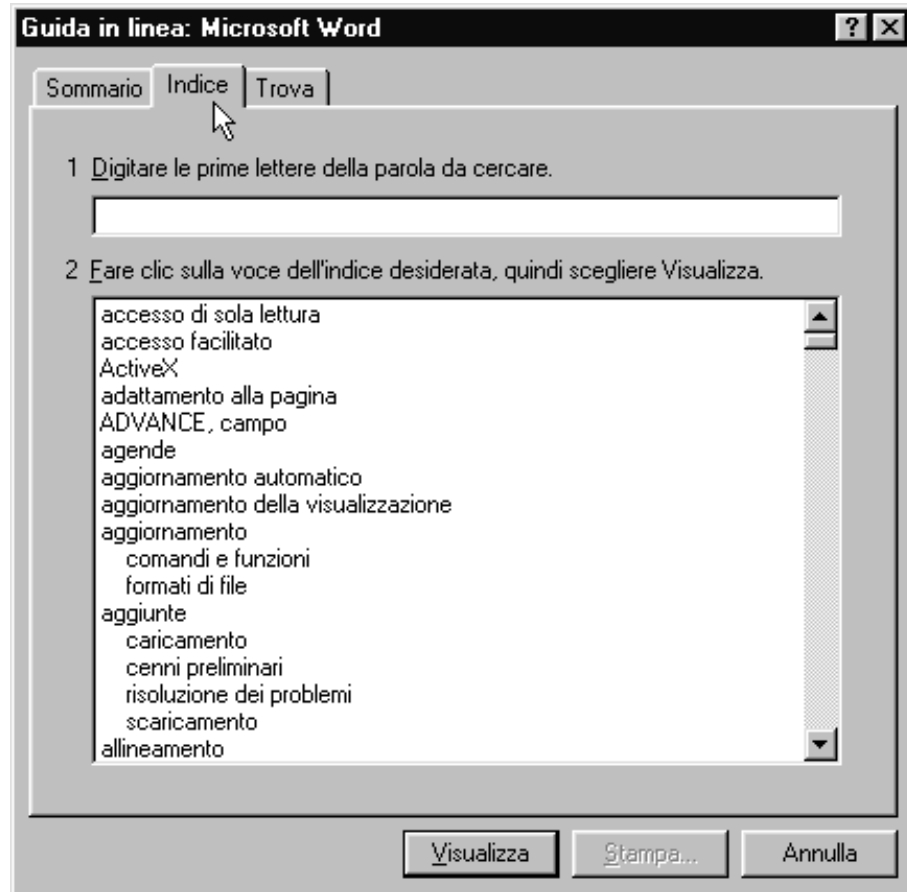 Guida in linea: Microsoft Word
Sommario Indice Trova
1 Digitare le prime lettere della parola da cercare.
2 Fare clic sulla voce dell'indice desiderata, quindi scegliere Visualizza.
accesso di sola lettura
accesso facilitato
ActiveX
adattamento alla pagina
ADVANCE, campo
agende
aggiornamento automatico
aggiornamento della visualizzazione
aggiornamento
comandi e funzioni
formati di file
aggiunte
caricamento
cenni preliminari
risoluzione dei problemi
scaricamento
allineamento
Visualizza Stampa... Annulla